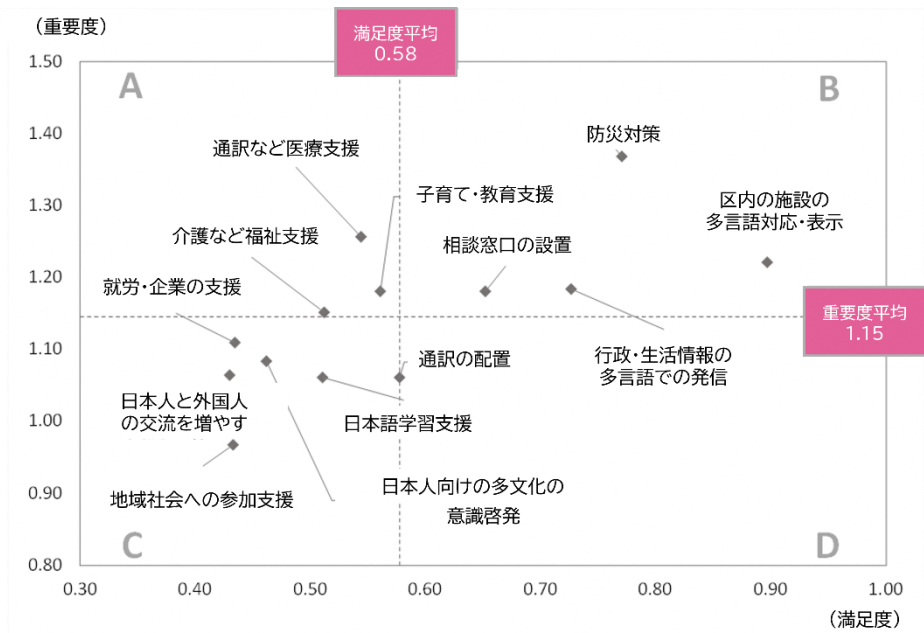 (重要度)
満足度平均
0.58
1.50
A
B
1.40
防災対策
通訳など医療支援
1.30
子育て・教育支援
区内の施設の
多言語対応・表示
介護など福祉支援
相談窓口の設置
1.20
就労・企業の支援
重要度平均
1.15
1.10
通訳の配置
行政・生活情報の
多言語での発信
日本人と外国人
の交流を増やす
日本語学習支援
1.00
地域社会への参加支援
日本人向けの多文化の
意識啓発
0.90
C
D
0.80
0.30
0.40
0.50
0.60
0.70
0.80
0.90
1.00
(満足度)